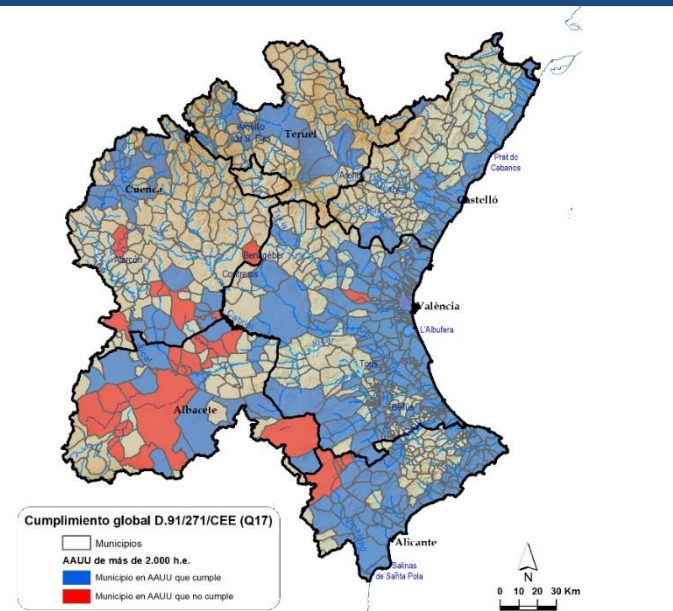 Teruel
Cuenca
Prat de
Cabanes
Castelló
Alarcón
Benagéber
Contreras
València
L'Albufera
Tous
Albacete
Bellús
Cumplimiento global D.91/271/CEE (Q17)
Municipios
AAUU de más de 2.000 h.e.
Municipio en AAUU que cumple
Municipio en AAUU que no cumple
Alicante
Salinas
de Santa Pola
N
0 10 20 30 Km